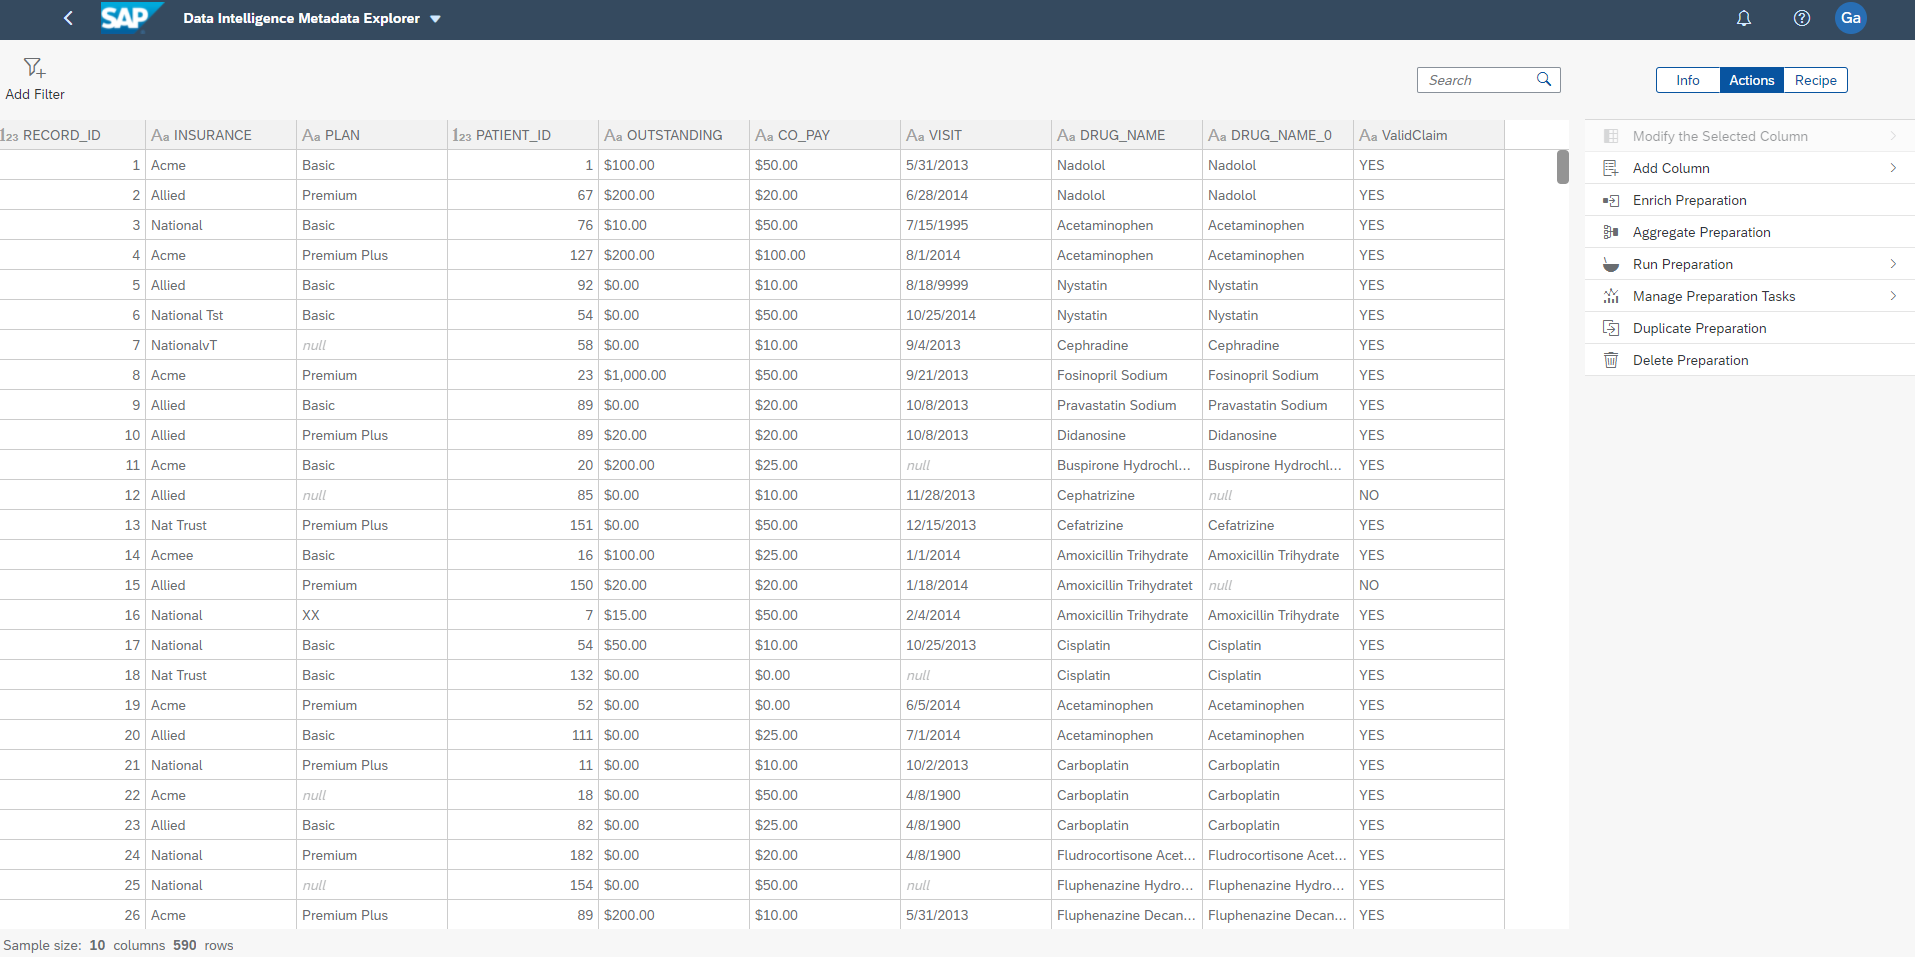 SAP Data Intelligence Metadata Explorer Ga
Add Filter
Search
Info Actions Recipe
123 RECORD_ID Aa INSURANCE Aa PLAN 123 PATIENT_ID Aa OUTSTANDING Aa CO_PAY Aa VISIT Aa DRUG_NAME Aa DRUG_NAME_0 Aa ValidClaim
1 Acme Basic 1 $100.00 $50.00 5/31/2013 Nadolol Nadolol YES
2 Allied Premium 67 $200.00 $20.00 6/28/2014 Nadolol Nadolol YES
3 National Basic 76 $10.00 $50.00 7/15/1995 Acetaminophen Acetaminophen YES
4 Acme Premium Plus 127 $200.00 $100.00 8/1/2014 Acetaminophen Acetaminophen YES
5 Allied Basic 92 $0.00 $10.00 8/18/9999 Nystatin Nystatin YES
6 National Tst Basic 54 $0.00 $50.00 10/25/2014 Nystatin Nystatin YES
7 NationalvT null 58 $0.00 $10.00 9/4/2013 Cephradine Cephradine YES
8 Acme Premium 23 $1,000.00 $50.00 9/21/2013 Fosinopril Sodium Fosinopril Sodium YES
9 Allied Basic 89 $0.00 $20.00 10/8/2013 Pravastatin Sodium Pravastatin Sodium YES
10 Allied Premium Plus 89 $20.00 $20.00 10/8/2013 Didanosine Didanosine YES
11 Acme Basic 20 $200.00 $25.00 null Buspirone Hydrochl... Buspirone Hydrochl... YES
12 Allied null 85 $0.00 $10.00 11/28/2013 Cephatrizine null NO
13 Nat Trust Premium Plus 151 $0.00 $50.00 12/15/2013 Cefatrizine Cefatrizine YES
14 Acmee Basic 16 $100.00 $25.00 1/1/2014 Amoxicillin Trihydrate Amoxicillin Trihydrate YES
15 Allied Premium 150 $20.00 $20.00 1/18/2014 Amoxicillin Trihydratet null NO
16 National XX 7 $15.00 $50.00 2/4/2014 Amoxicillin Trihydrate Amoxicillin Trihydrate YES
17 National Basic 54 $50.00 $10.00 10/25/2013 Cisplatin Cisplatin YES
18 Nat Trust Basic 132 $0.00 $0.00 null Cisplatin Cisplatin YES
19 Acme Premium 52 $0.00 $0.00 6/5/2014 Acetaminophen Acetaminophen YES
20 Allied Basic 111 $0.00 $25.00 7/1/2014 Acetaminophen Acetaminophen YES
21 National Premium Plus 11 $0.00 $10.00 10/2/2013 Carboplatin Carboplatin YES
22 Acme null 18 $0.00 $50.00 4/8/1900 Carboplatin Carboplatin YES
23 Allied Basic 82 $0.00 $25.00 4/8/1900 Carboplatin Carboplatin YES
24 National Premium 182 $0.00 $20.00 4/8/1900 Fludrocortisone Acet... Fludrocortisone Acet... YES
25 National null 154 $0.00 $50.00 null Fluphenazine Hydro... Fluphenazine Hydro... YES
26 Acme Premium Plus 89 $200.00 $10.00 5/31/2013 Fluphenazine Decan... Fluphenazine Decan... YES
Sample size: 10 columns 590 rows
Modify the Selected Column
Add Column
Enrich Preparation
Aggregate Preparation
Run Preparation
Manage Preparation Tasks
Duplicate Preparation
Delete Preparation